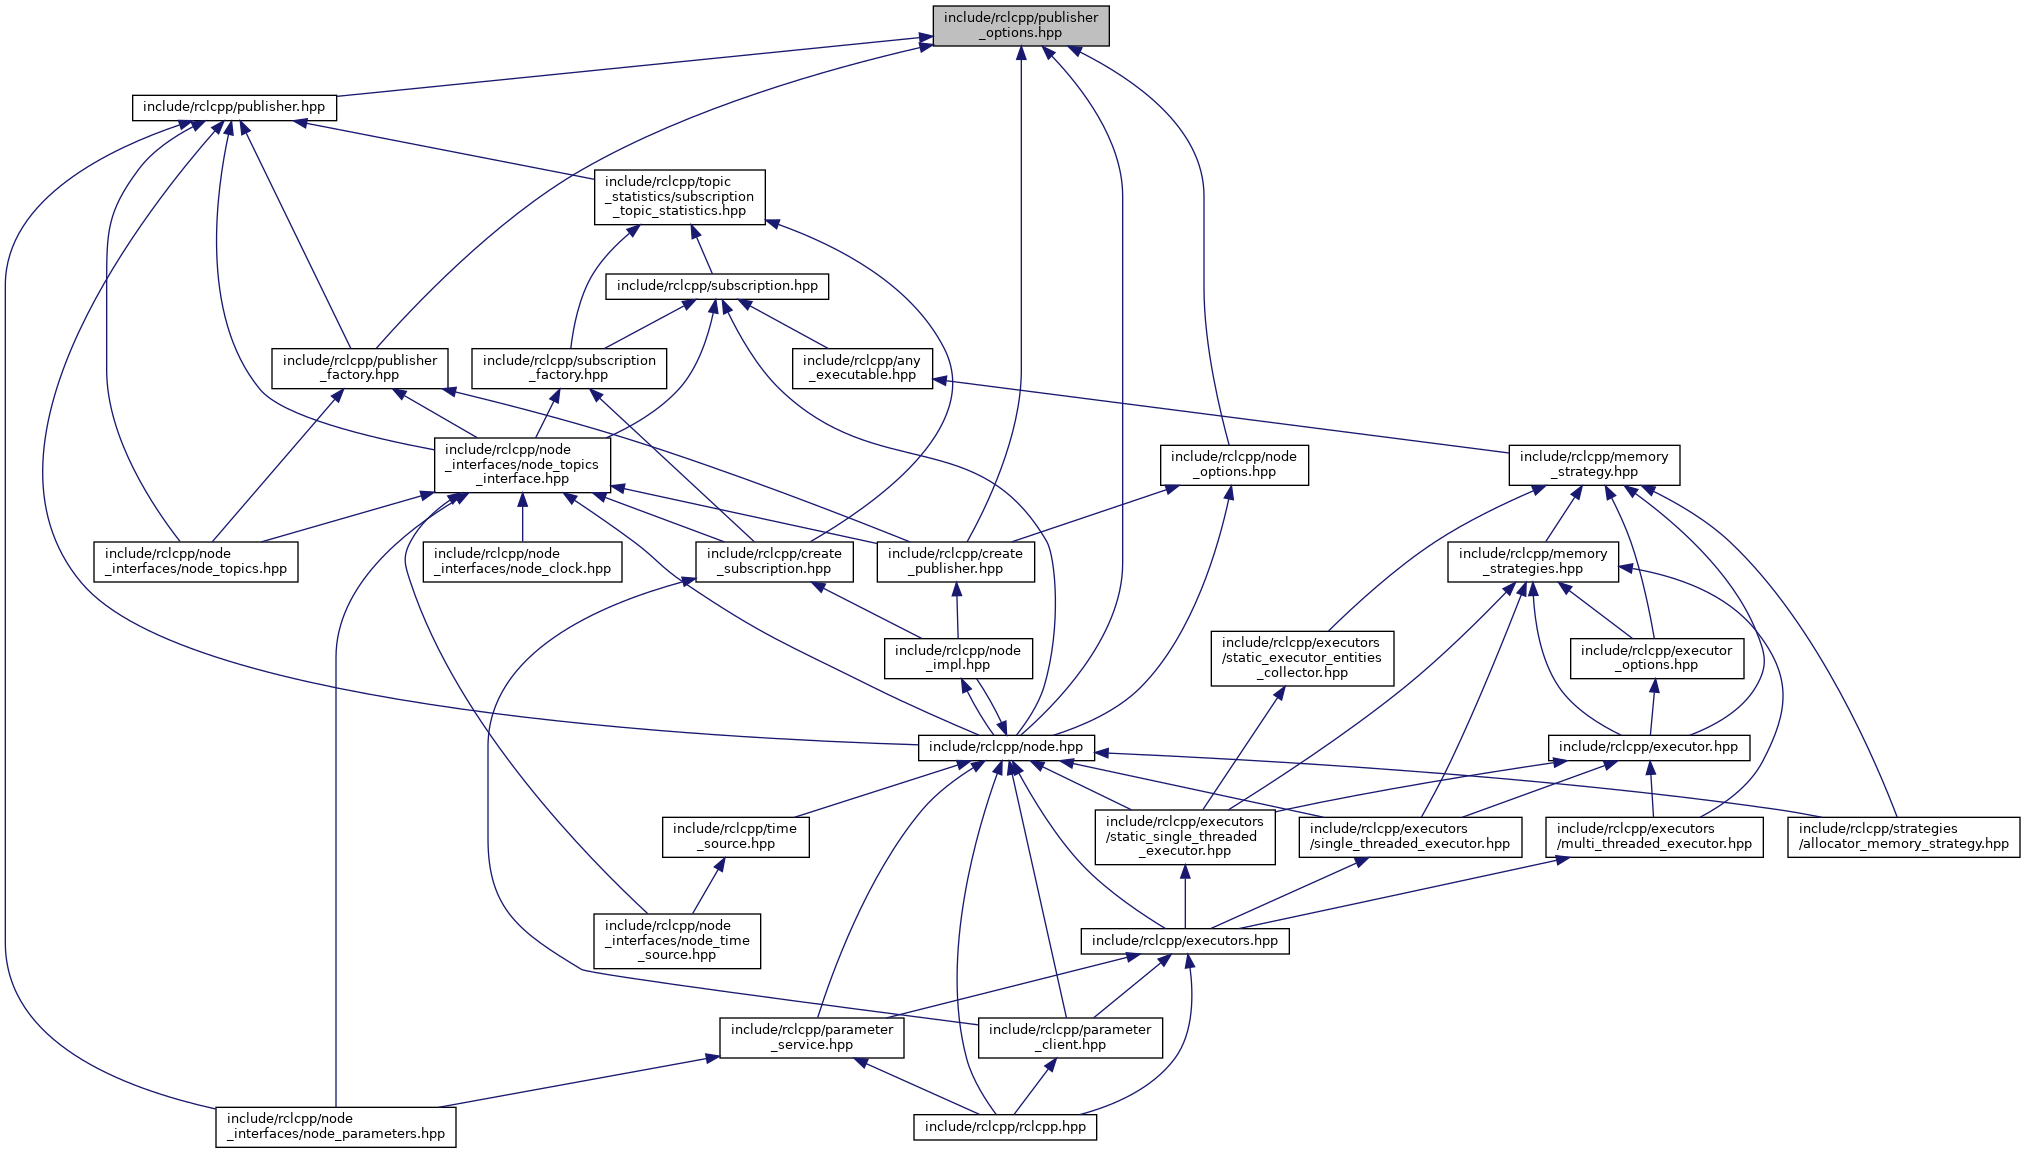 include/rclcpp/publisher
_options.hpp
include/rclcpp/publisher.hpp
include/rclcpp/topic
_statistics/subscription
_topic_statistics.hpp
include/rclcpp/subscription.hpp
include/rclcpp/publisher
_factory.hpp
include/rclcpp/subscription
_factory.hpp
include/rclcpp/any
_executable.hpp
include/rclcpp/node
_interfaces/node_topics
_interface.hpp
include/rclcpp/node
_options.hpp
include/rclcpp/memory
_strategy.hpp
include/rclcpp/node
_interfaces/node_topics.hpp
include/rclcpp/node
_interfaces/node_clock.hpp
include/rclcpp/create
_subscription.hpp
include/rclcpp/create
_publisher.hpp
include/rclcpp/memory
_strategies.hpp
include/rclcpp/node
_impl.hpp
include/rclcpp/executors
/static_executor_entities
_collector.hpp
include/rclcpp/executor
_options.hpp
include/rclcpp/node.hpp
include/rclcpp/executor.hpp
include/rclcpp/time
_source.hpp
include/rclcpp/executors
/static_single_threaded
_executor.hpp
include/rclcpp/executors
/single_threaded_executor.hpp
include/rclcpp/executors
/multi_threaded_executor.hpp
include/rclcpp/strategies
/allocator_memory_strategy.hpp
include/rclcpp/node
_interfaces/node_time
_source.hpp
include/rclcpp/executors.hpp
include/rclcpp/parameter
_service.hpp
include/rclcpp/parameter
_client.hpp
include/rclcpp/node
_interfaces/node_parameters.hpp
include/rclcpp/rclcpp.hpp